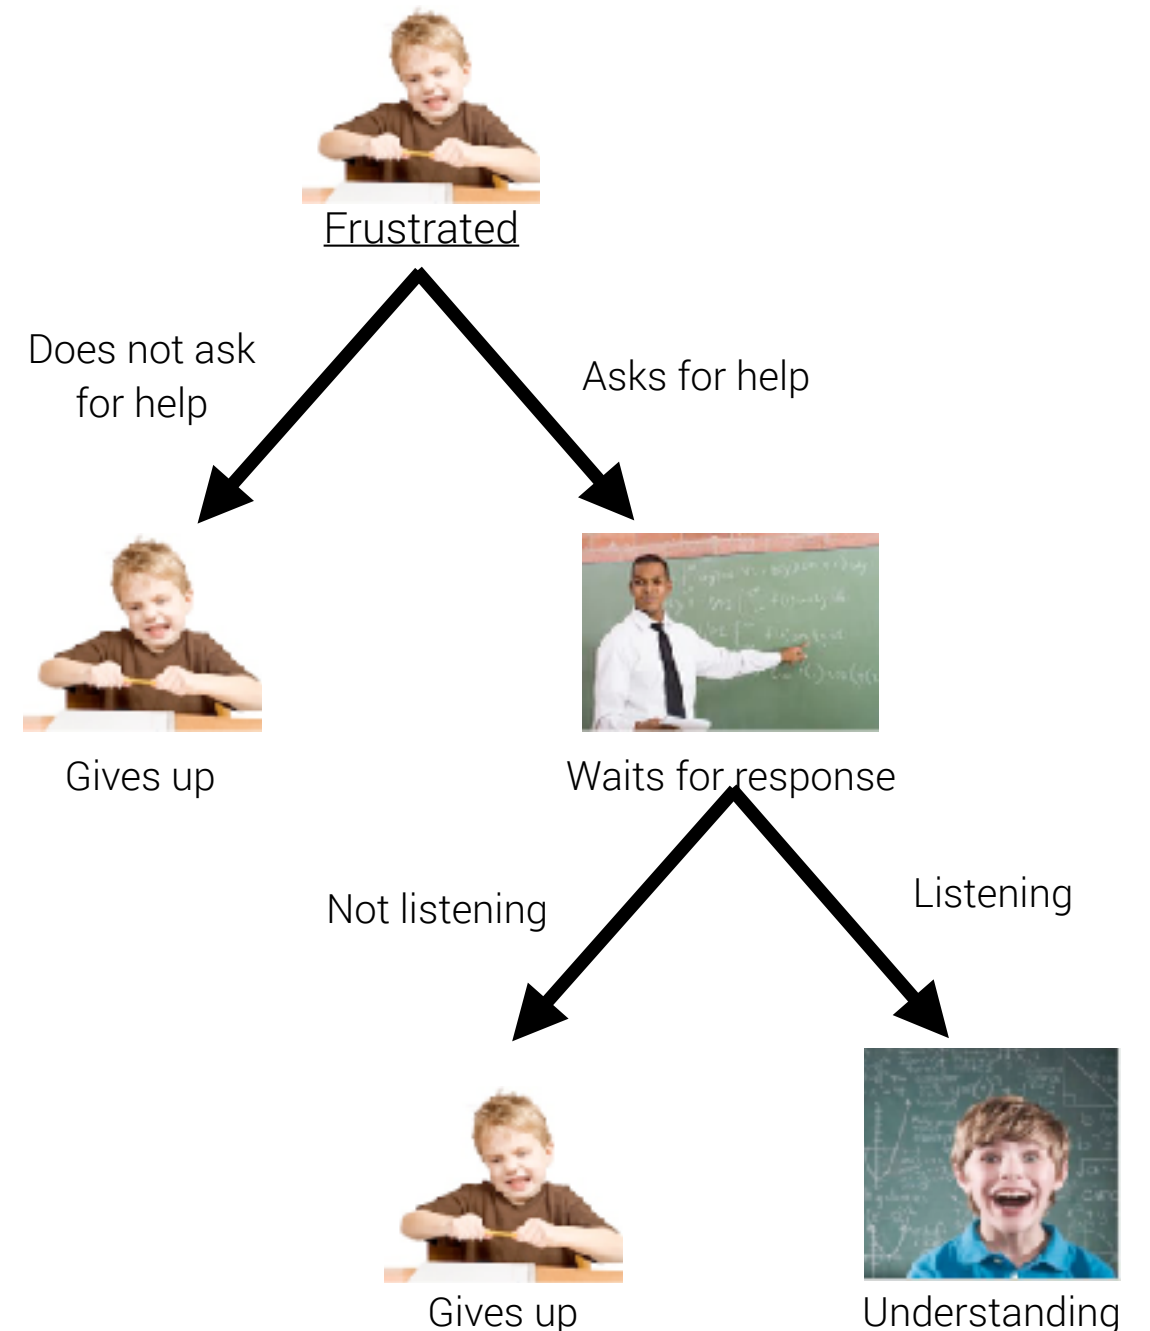 Frustrated
Does not ask
for help
Asks for help
Gives up
Waits for response
Not listening
Listening
Gives up
Understanding